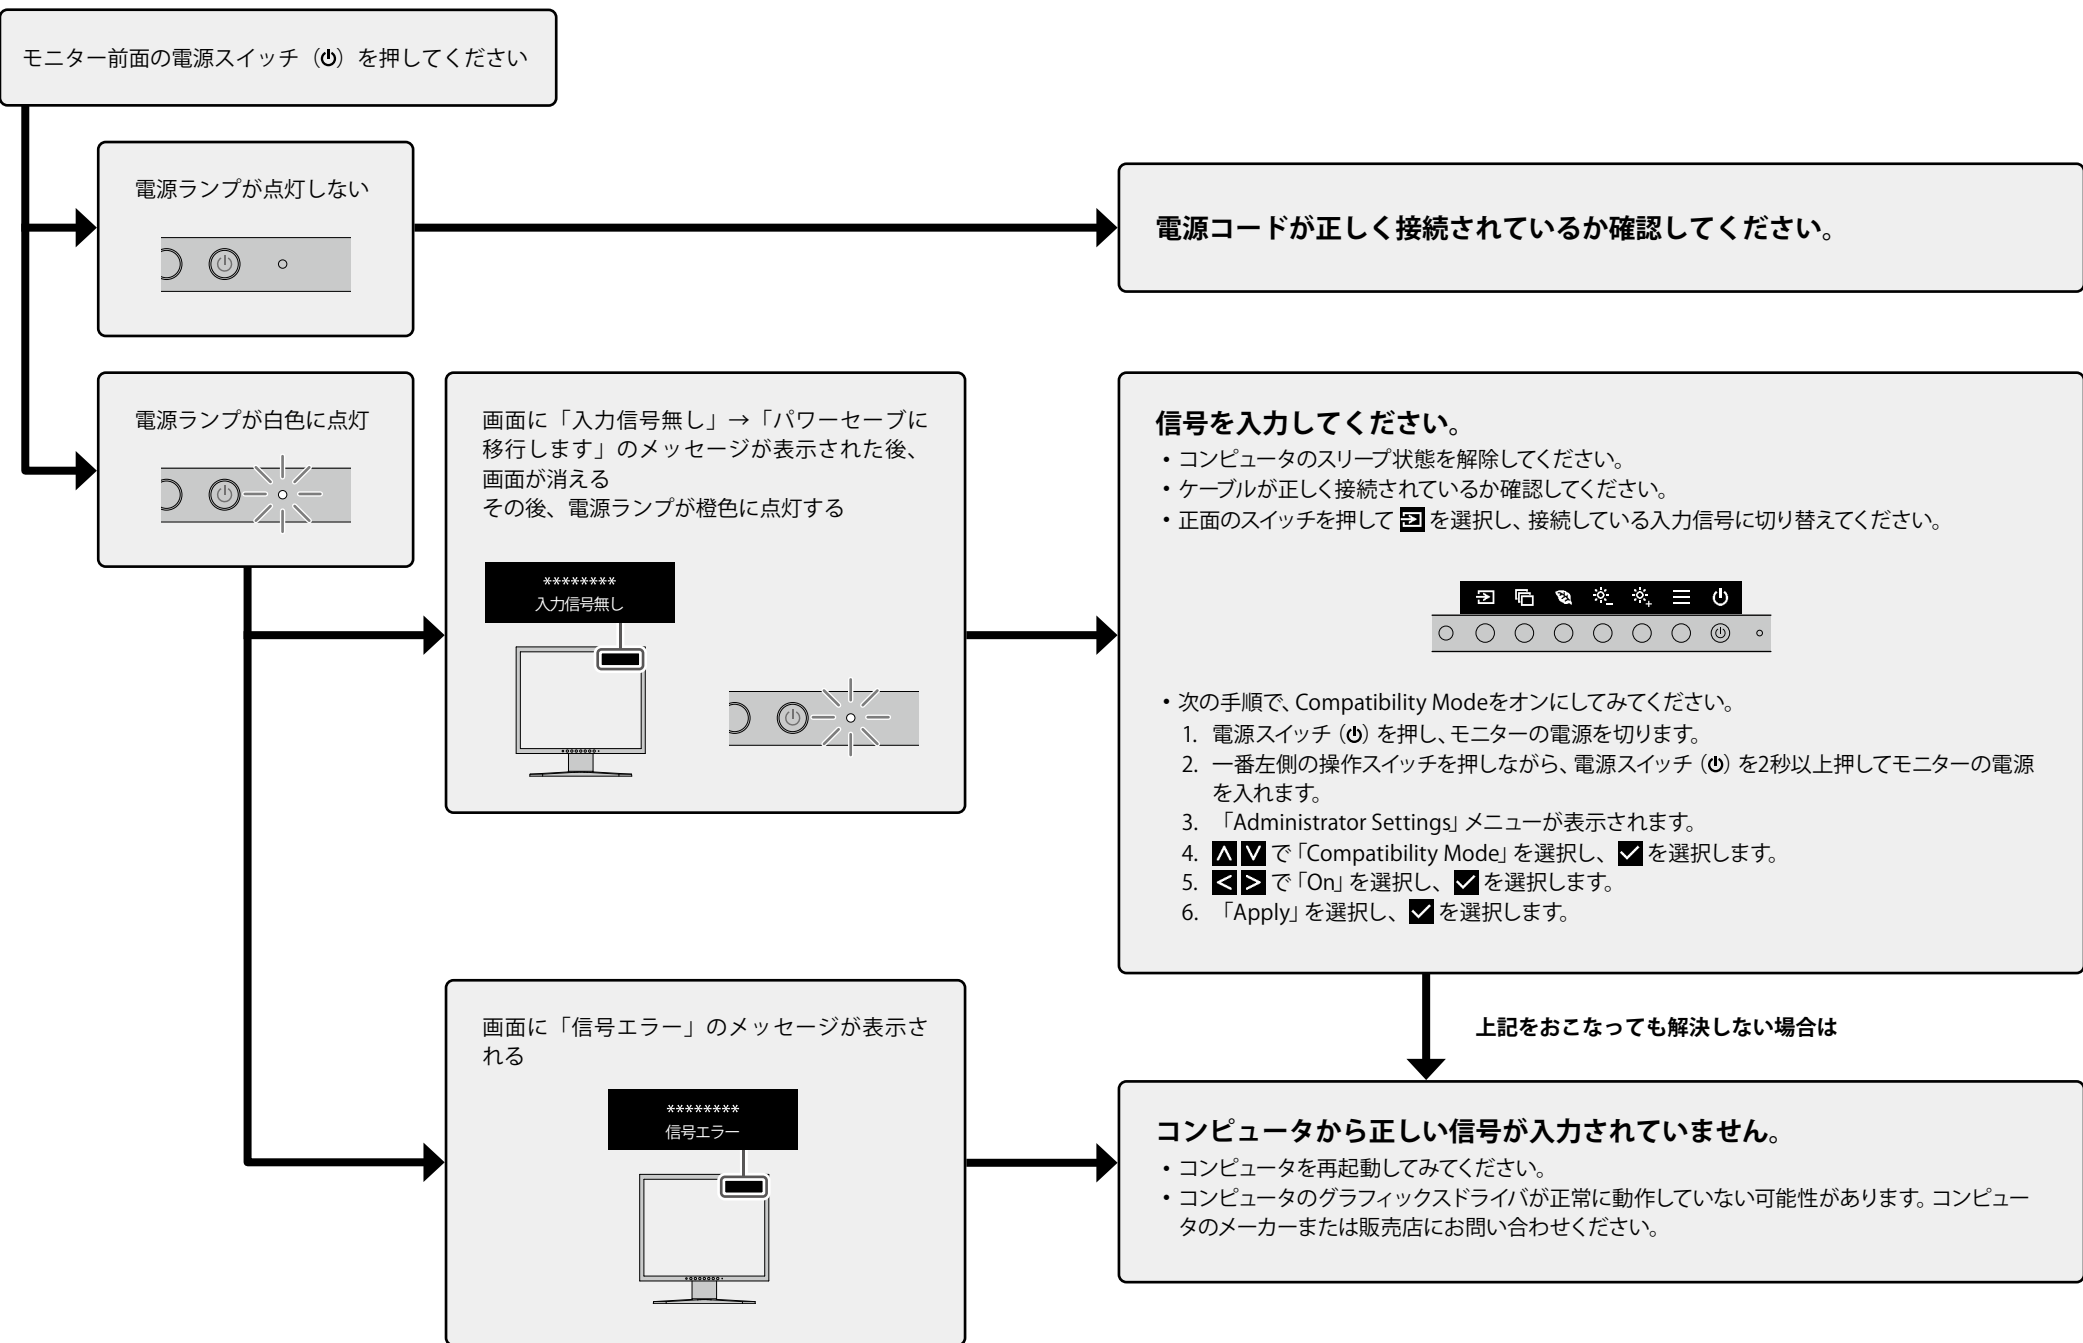 モニター前面の電源スイッチ（⏻）を押してください
電源ランプが点灯しない
電源コードが正しく接続されているか確認してください。
電源ランプが白色に点灯
画面に「入力信号無し」→「パワーセーブに
移行します」のメッセージが表示された後、
画面が消える
その後、電源ランプが橙色に点灯する
********
入力信号無し
信号を入力してください。
・コンピュータのスリープ状態を解除してください。
・ケーブルが正しく接続されているか確認してください。
・正面のスイッチを押して を選択し、接続している入力信号に切り替えてください。
・次の手順で、Compatibility Modeをオンにしてみてください。
1. 電源スイッチ（⏻）を押し、モニターの電源を切ります。
2. 一番左側の操作スイッチを押しながら、電源スイッチ（⏻）を2秒以上押してモニターの電源
を入れます。
3. 「Administrator Settings」メニューが表示されます。
4. ∧ ∨ で「Compatibility Mode」を選択し、✓ を選択します。
5. < > で「On」を選択し、✓ を選択します。
6. 「Apply」を選択し、✓ を選択します。
上記をおこなっても解決しない場合は
画面に「信号エラー」のメッセージが表示さ
れる
********
信号エラー
コンピュータから正しい信号が入力されていません。
・コンピュータを再起動してみてください。
・コンピュータのグラフィックスドライバが正常に動作していない可能性があります。コンピュー
タのメーカーまたは販売店にお問い合わせください。